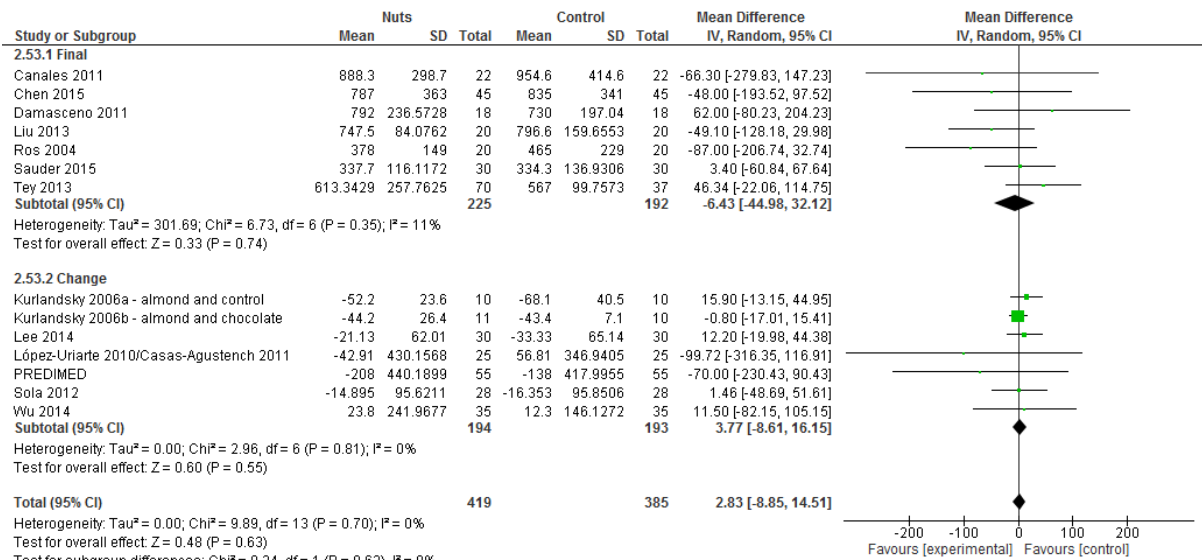 Nuts Control Mean Difference Mean Difference
Study or Subgroup Mean SD Total Mean SD Total IV, Random, 95% CI IV, Random, 95% CI
2.53.1 Final
Canales 2011 888.3 298.7 22 954.6 414.6 22 -66.30 [-279.83, 147.23]
Chen 2015 787 363 45 835 341 45 -48.00 [-193.52, 97.52]
Damasceno 2011 792 236.5728 18 730 197.04 18 62.00 [-80.23, 204.23]
Liu 2013 747.5 84.0762 20 796.6 159.6553 20 -49.10 [-128.18, 29.98]
Ros 2004 378 149 20 465 229 20 -87.00 [-206.74, 32.74]
Sauder 2015 337.7 116.1172 30 334.3 136.9306 30 3.40 [-60.84, 67.64]
Tey 2013 613.3429 257.7625 70 567 99.7573 37 46.34 [-22.06, 114.75]
Subtotal (95% CI) 225 192 -6.43 [-44.98, 32.12]
Heterogeneity: Tau² = 301.69; Chi² = 6.73, df = 6 (P = 0.35); I² = 11%
Test for overall effect: Z = 0.33 (P = 0.74)
2.53.2 Change
Kurlandsky 2006a - almond and control -52.2 23.6 10 -68.1 40.5 10 15.90 [-13.15, 44.95]
Kurlandsky 2006b - almond and chocolate -44.2 26.4 11 -43.4 7.1 10 -0.80 [-17.01, 15.41]
Lee 2014 -21.13 62.01 30 -33.33 65.14 30 12.20 [-19.98, 44.38]
López-Uriarte 2010/Casas-Agustench 2011 -42.91 430.1568 25 56.81 346.9405 25 -99.72 [-316.35, 116.91]
PREDIMED -208 440.1899 55 -138 417.9955 55 -70.00 [-230.43, 90.43]
Sola 2012 -14.895 95.6211 28 -16.353 95.8506 28 1.46 [-48.69, 51.61]
Wu 2014 23.8 241.9677 35 12.3 146.1272 35 11.50 [-82.15, 105.15]
Subtotal (95% CI) 194 193 3.77 [-8.61, 16.15]
Heterogeneity: Tau² = 0.00; Chi² = 2.96, df = 6 (P = 0.81); I² = 0%
Test for overall effect: Z = 0.60 (P = 0.55)
Total (95% CI) 419 385 2.83 [-8.85, 14.51]
Heterogeneity: Tau² = 0.00; Chi² = 9.89, df = 13 (P = 0.70); I² = 0%
Test for overall effect: Z = 0.48 (P = 0.63)
-200 -100 0 100 200
Favours [experimental] Favours [control]